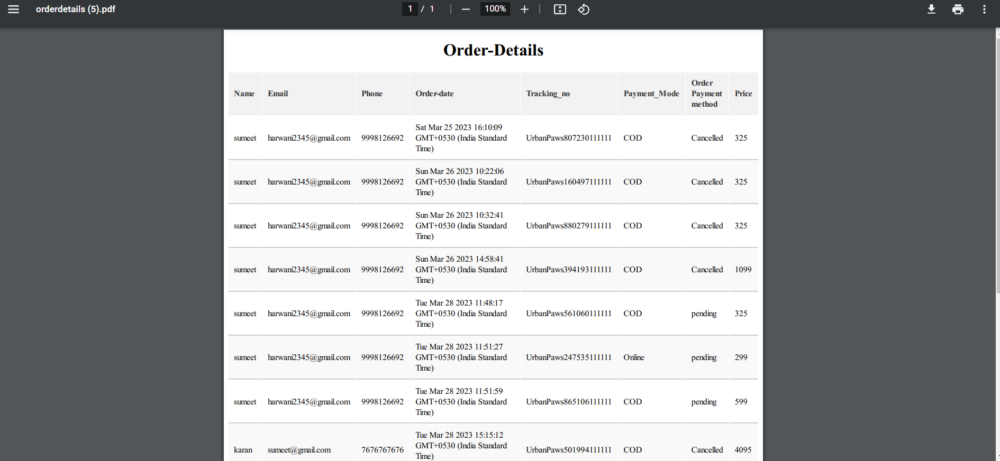 orderdetails (5).pdf
1 / 1
100%
Order-Details
Name Email Phone Order-date Tracking_no Payment_Mode Order Payment method Price
sumeet harwani2345@gmail.com 9998126692 Sat Mar 25 2023 16:10:09 GMT+0530 (India Standard Time) UrbanPaws807230111111 COD Cancelled 325
sumeet harwani2345@gmail.com 9998126692 Sun Mar 26 2023 10:22:06 GMT+0530 (India Standard Time) UrbanPaws160497111111 COD Cancelled 325
sumeet harwani2345@gmail.com 9998126692 Sun Mar 26 2023 10:32:41 GMT+0530 (India Standard Time) UrbanPaws880279111111 COD Cancelled 325
sumeet harwani2345@gmail.com 9998126692 Sun Mar 26 2023 14:58:41 GMT+0530 (India Standard Time) UrbanPaws394193111111 COD Cancelled 1099
sumeet harwani2345@gmail.com 9998126692 Tue Mar 28 2023 11:48:17 GMT+0530 (India Standard Time) UrbanPaws561060111111 COD pending 325
sumeet harwani2345@gmail.com 9998126692 Tue Mar 28 2023 11:51:27 GMT+0530 (India Standard Time) UrbanPaws247535111111 Online pending 299
sumeet harwani2345@gmail.com 9998126692 Tue Mar 28 2023 11:51:59 GMT+0530 (India Standard Time) UrbanPaws865106111111 COD pending 599
karan sumeet@gmail.com 7676767676 Tue Mar 28 2023 15:15:12 GMT+0530 (India Standard Time) UrbanPaws501994111111 COD Cancelled 4095